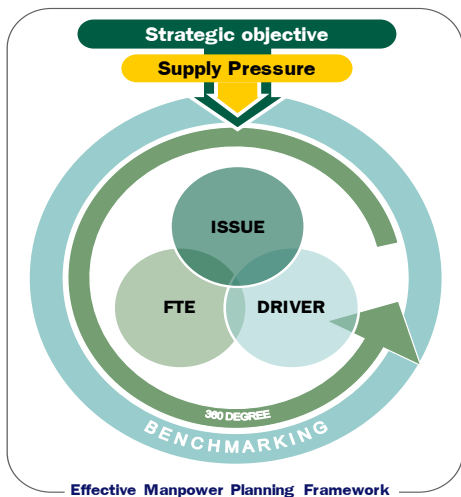 Strategic objective
Supply Pressure
ISSUE
FTE
DRIVER
360 DEGREE
BENCHMARKING
Effective Manpower Planning Framework